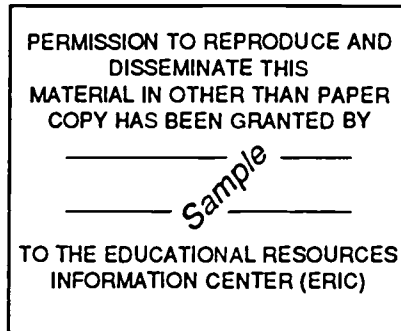 PERMISSION TO REPRODUCE AND
DISSEMINATE THIS
MATERIAL IN OTHER THAN PAPER
COPY HAS BEEN GRANTED BY
Sample
TO THE EDUCATIONAL RESOURCES
INFORMATION CENTER (ERIC)